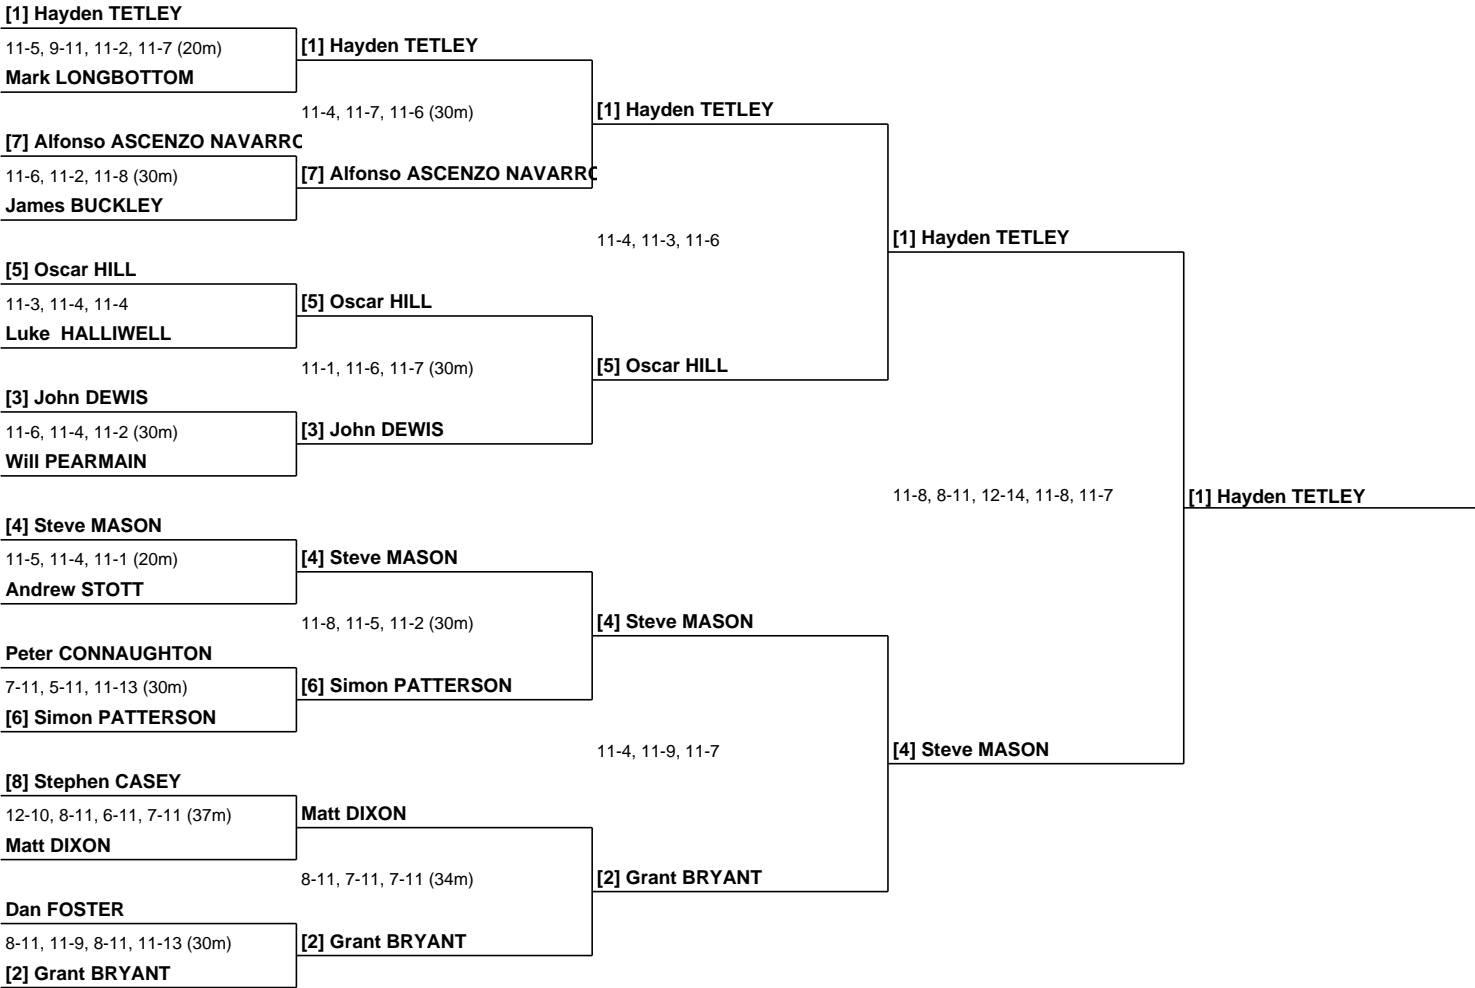 [1] Hayden TETLEY
11-5, 9-11, 11-2, 11-7 (20m)
Mark LONGBOTTOM
[7] Alfonso ASCENZO NAVARRO
11-6, 11-2, 11-8 (30m)
James BUCKLEY
[5] Oscar HILL
11-3, 11-4, 11-4
Luke  HALLIWELL
[3] John DEWIS
11-6, 11-4, 11-2 (30m)
Will PEARMAIN
[4] Steve MASON
11-5, 11-4, 11-1 (20m)
Andrew STOTT
Peter CONNAUGHTON
7-11, 5-11, 11-13 (30m)
[6] Simon PATTERSON
[8] Stephen CASEY
12-10, 8-11, 6-11, 7-11 (37m)
Matt DIXON
Dan FOSTER
8-11, 11-9, 8-11, 11-13 (30m)
[2] Grant BRYANT
[1] Hayden TETLEY
11-4, 11-7, 11-6 (30m)
[7] Alfonso ASCENZO NAVARRO
[5] Oscar HILL
11-1, 11-6, 11-7 (30m)
[3] John DEWIS
[4] Steve MASON
11-8, 11-5, 11-2 (30m)
[6] Simon PATTERSON
Matt DIXON
8-11, 7-11, 7-11 (34m)
[2] Grant BRYANT
[1] Hayden TETLEY
11-4, 11-3, 11-6
[5] Oscar HILL
[4] Steve MASON
11-4, 11-9, 11-7
[2] Grant BRYANT
[1] Hayden TETLEY
11-8, 8-11, 12-14, 11-8, 11-7
[4] Steve MASON
[1] Hayden TETLEY